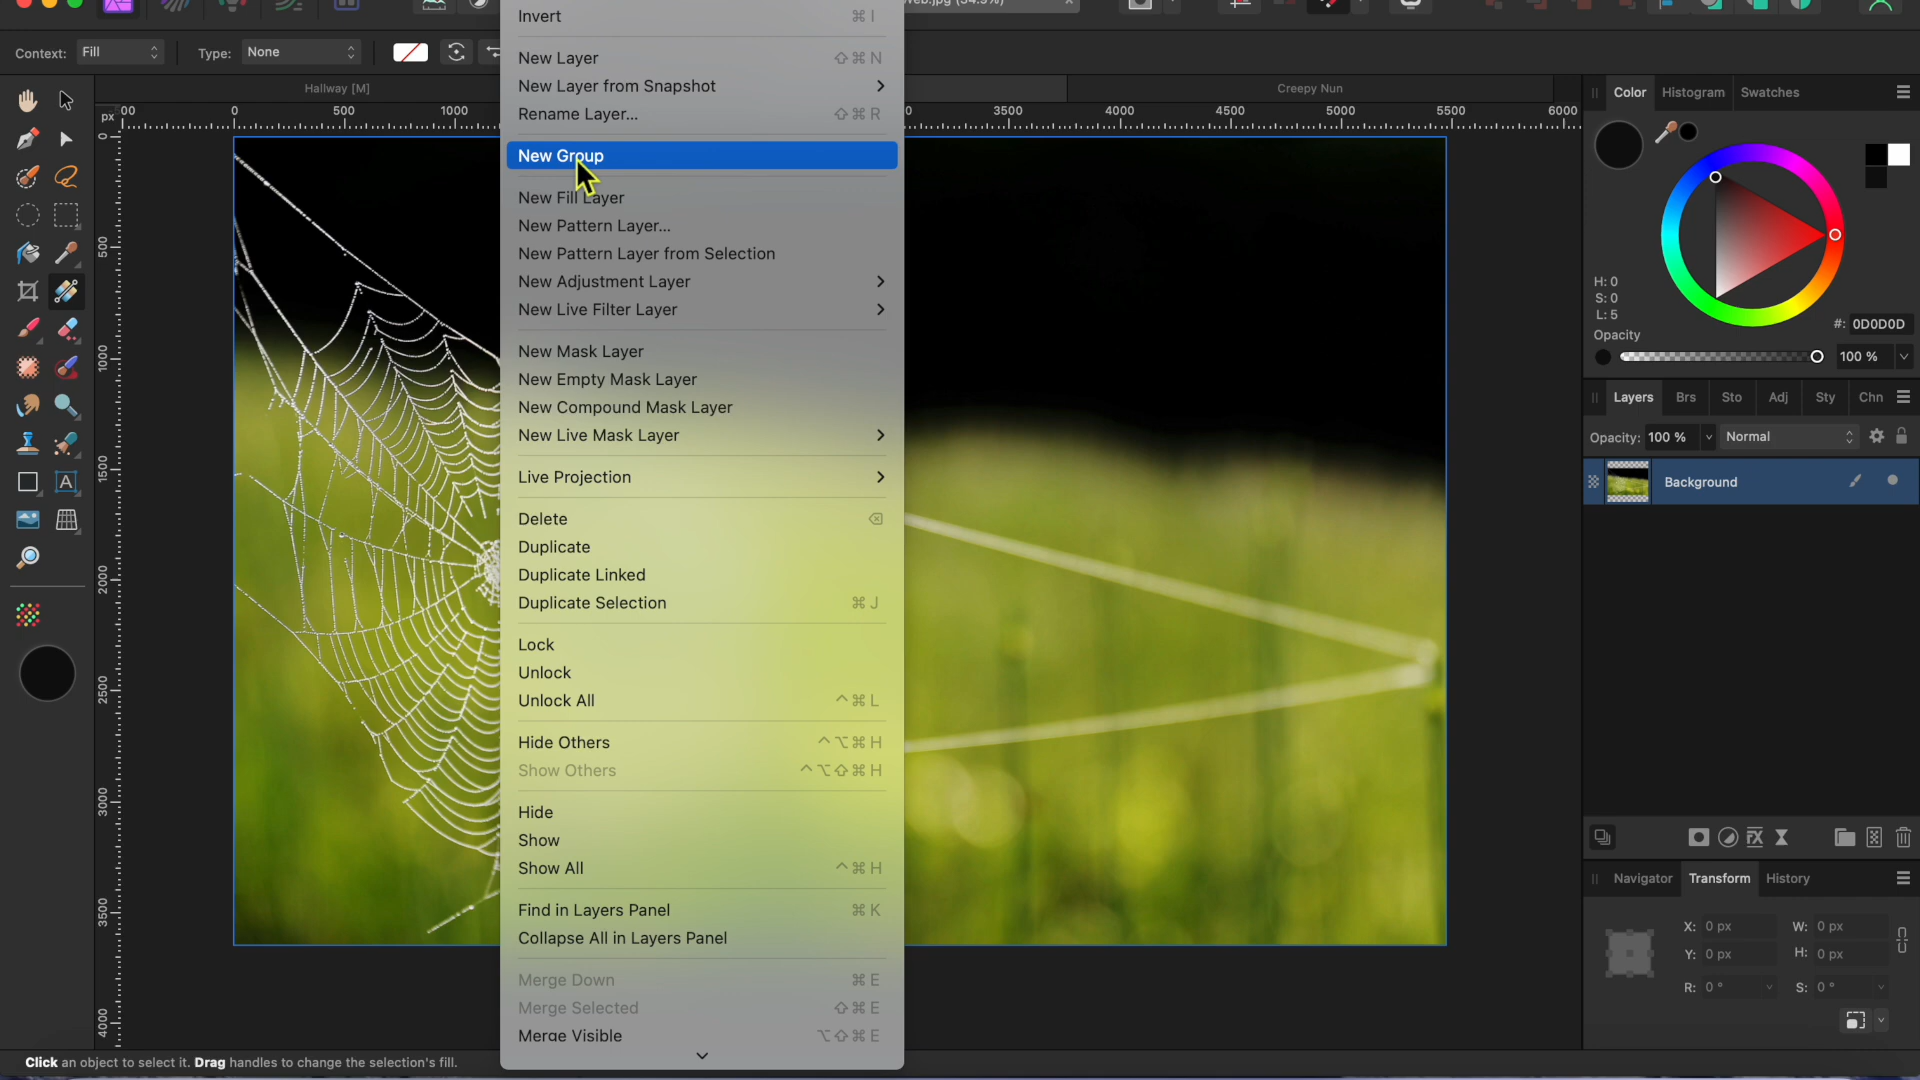 web.jpg (34.9%)
Context: Fill
Type: None
Invert ⌘ I
New Layer ⇧ ⌘ N
New Layer from Snapshot
Rename Layer... ⇧ ⌘ R
New Group
New Fill Layer
New Pattern Layer...
New Pattern Layer from Selection
New Adjustment Layer
New Live Filter Layer
New Mask Layer
New Empty Mask Layer
New Compound Mask Layer
New Live Mask Layer
Live Projection
Delete ⌫
Duplicate
Duplicate Linked
Duplicate Selection ⌘ J
Lock
Unlock
Unlock All ^ ⌘ L
Hide Others ^ ⌥ ⌘ H
Show Others ^ ⌥ ⇧ ⌘ H
Hide
Show
Show All ^ ⌘ H
Find in Layers Panel ⌘ K
Collapse All in Layers Panel
Merge Down ⌘ E
Merge Selected ⇧ ⌘ E
Merge Visible ⌥ ⇧ ⌘ E
Hallway [M]
Creepy Nun
px 00 0 500 1000 0 3500 4000 4500 5000 5500 6000
0
500
1000
1500
2000
2500
3000
3500
4000
Color Histogram Swatches
H: 0
S: 0
L: 5
#: 0D0D0D
Opacity
100 %
Layers Brs Sto Adj Sty Chn
Opacity: 100 % Normal
Background
Navigator Transform History
X: 0 px W: 0 px
Y: 0 px H: 0 px
R: 0 ° S: 0 °
Click an object to select it. Drag handles to change the selection's fill.